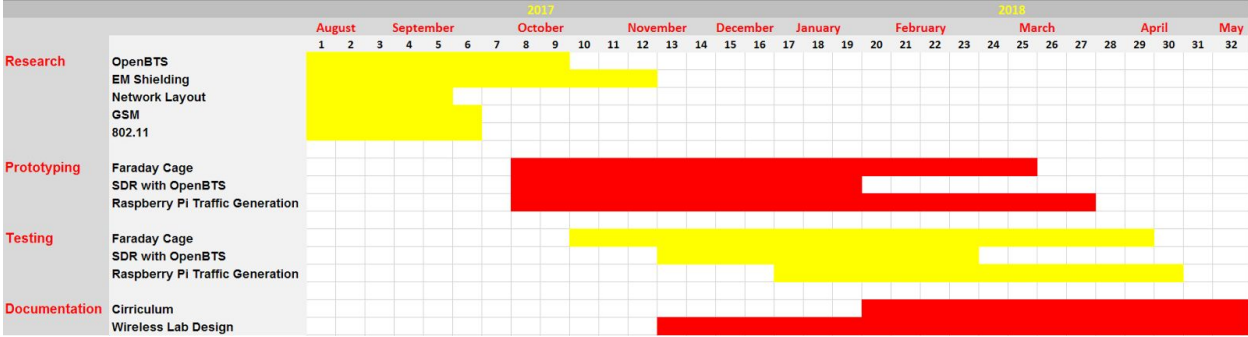 2017 2018
August September October November December January February March April May
1 2 3 4 5 6 7 8 9 10 11 12 13 14 15 16 17 18 19 20 21 22 23 24 25 26 27 28 29 30 31 32
Research OpenBTS
EM Shielding
Network Layout
GSM
802.11
Prototyping Faraday Cage
SDR with OpenBTS
Raspberry Pi Traffic Generation
Testing Faraday Cage
SDR with OpenBTS
Raspberry Pi Traffic Generation
Documentation Cirriculum
Wireless Lab Design